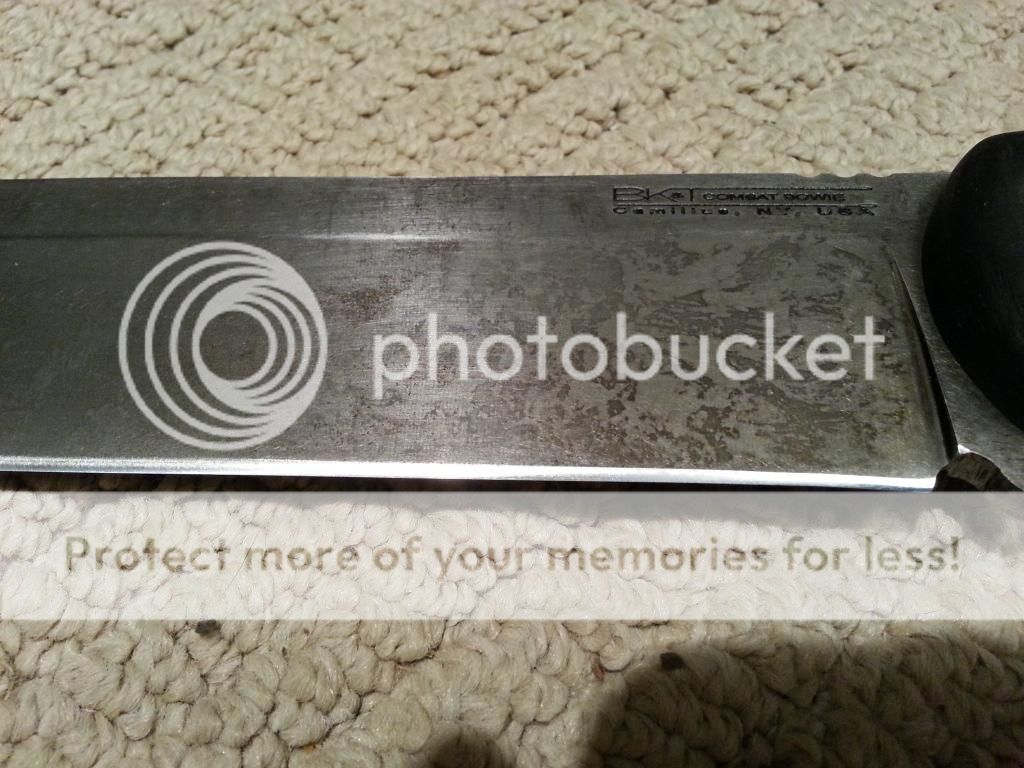 BK&T COMBAT BOWIE
Camillus, NY, USA
photobucket
Protect more of your memories for less!